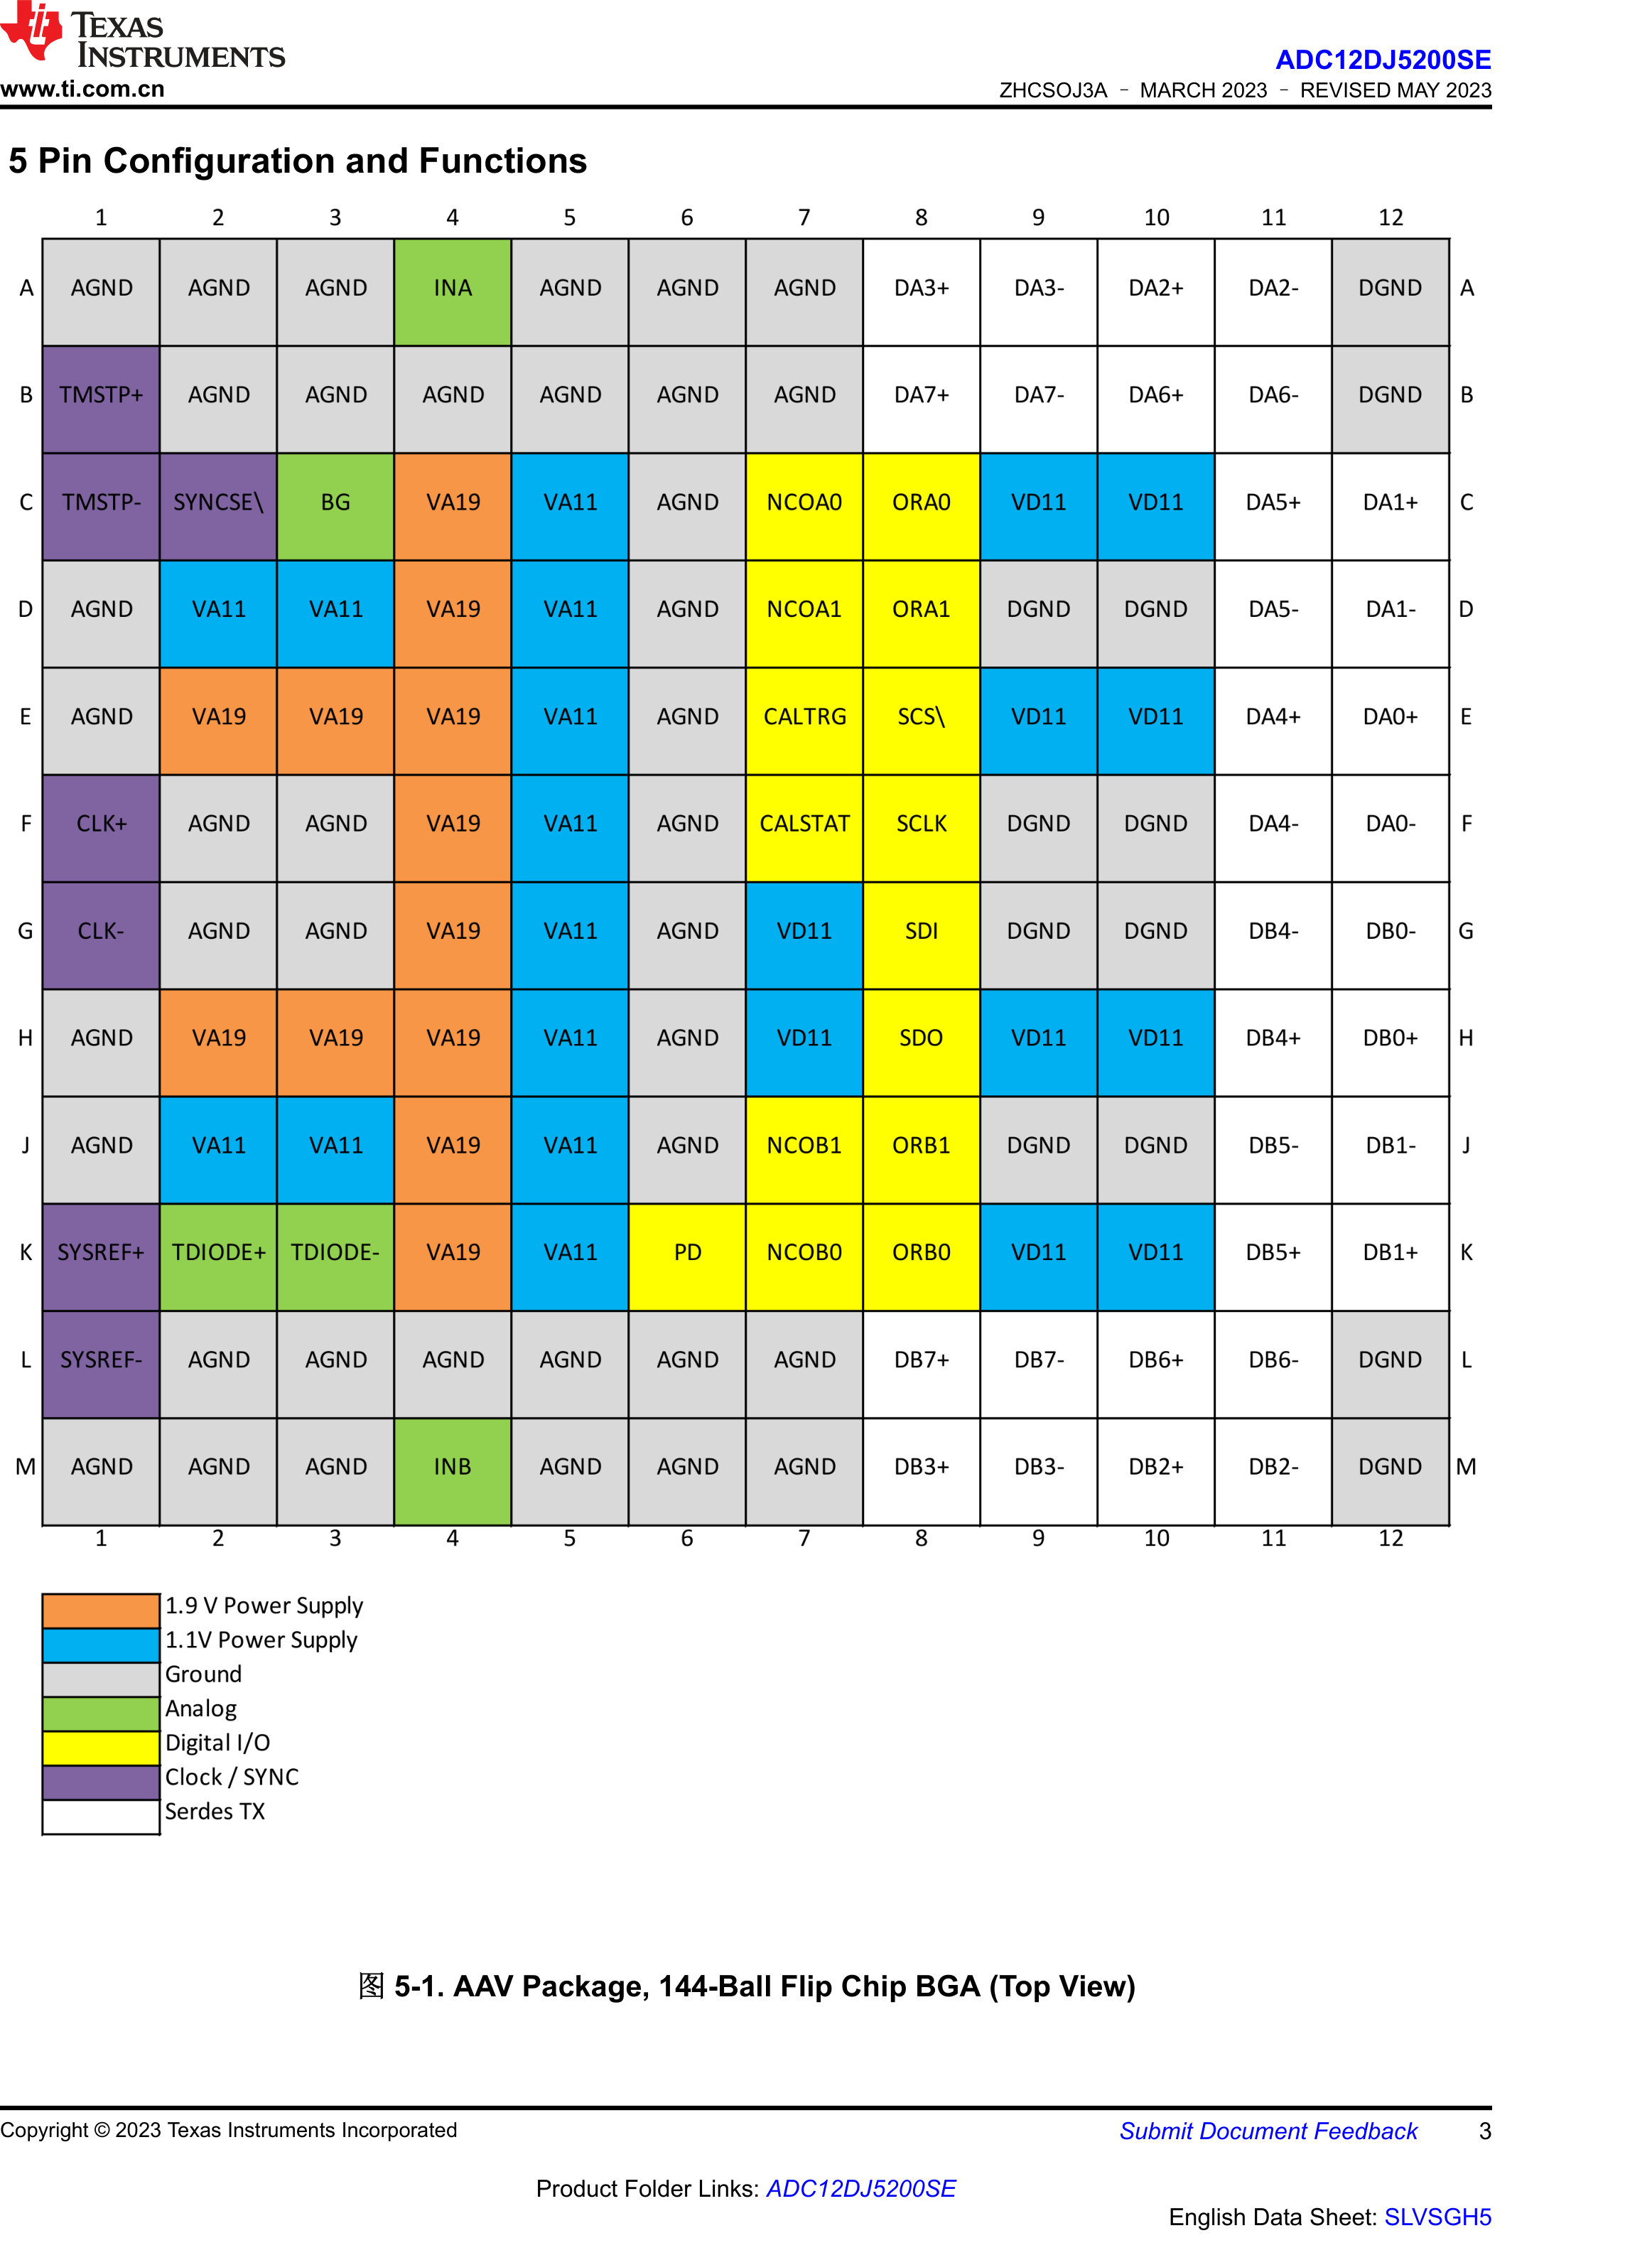 TEXAS
INSTRUMENTS
www.ti.com.cn
ADC12DJ5200SE
ZHCSOJ3A – MARCH 2023 – REVISED MAY 2023
5 Pin Configuration and Functions
1 2 3 4 5 6 7 8 9 10 11 12
A AGND AGND AGND INA AGND AGND AGND DA3+ DA3- DA2+ DA2- DGND A
B TMSTP+ AGND AGND AGND AGND AGND AGND DA7+ DA7- DA6+ DA6- DGND B
C TMSTP- SYNCSE\ BG VA19 VA11 AGND NCOA0 ORA0 VD11 VD11 DA5+ DA1+ C
D AGND VA11 VA11 VA19 VA11 AGND NCOA1 ORA1 DGND DGND DA5- DA1- D
E AGND VA19 VA19 VA19 VA11 AGND CALTRG SCS\ VD11 VD11 DA4+ DA0+ E
F CLK+ AGND AGND VA19 VA11 AGND CALSTAT SCLK DGND DGND DA4- DA0- F
G CLK- AGND AGND VA19 VA11 AGND VD11 SDI DGND DGND DB4- DB0- G
H AGND VA19 VA19 VA19 VA11 AGND VD11 SDO VD11 VD11 DB4+ DB0+ H
J AGND VA11 VA11 VA19 VA11 AGND NCOB1 ORB1 DGND DGND DB5- DB1- J
K SYSREF+ TDIODE+ TDIODE- VA19 VA11 PD NCOB0 ORB0 VD11 VD11 DB5+ DB1+ K
L SYSREF- AGND AGND AGND AGND AGND AGND DB7+ DB7- DB6+ DB6- DGND L
M AGND AGND AGND INB AGND AGND AGND DB3+ DB3- DB2+ DB2- DGND M
1 2 3 4 5 6 7 8 9 10 11 12
1.9 V Power Supply
1.1V Power Supply
Ground
Analog
Digital I/O
Clock / SYNC
Serdes TX
图 5-1. AAV Package, 144-Ball Flip Chip BGA (Top View)
Copyright © 2023 Texas Instruments Incorporated
Submit Document Feedback 3
Product Folder Links: ADC12DJ5200SE
English Data Sheet: SLVSGH5